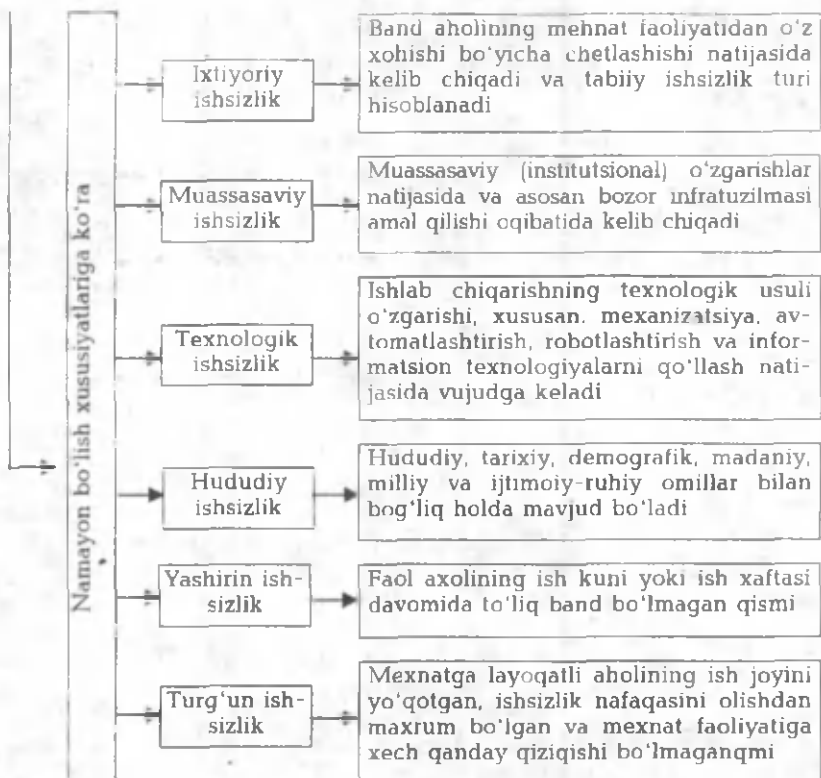 Namayon bo‘lish xususiyatlariga ko‘ra
Ixtiyoriy
ishsizlik
Band aholining mehnat faoliyatidan o‘z
xohishi bo‘yicha chetlashishi natijasida
kelib chiqadi va tabiiy ishsizlik turi
hisoblanadi
Muassasaviy
ishsizlik
Muassasaviy (institutsional) o‘zgarishlar
natijasida va asosan bozor infratuzilmasi
amal qilishi oqibatida kelib chiqadi
Texnologik
ishsizlik
Ishlab chiqarishning texnologik usuli
o‘zgarishi, xususan. mexanizatsiya, av-
tomatlashtirish, robotlashtirish va infor-
matsion texnologiyalarni qo‘llash nati-
jasida vujudga keladi
Hududiy
ishsizlik
Hududiy, tarixiy, demografik, madaniy,
milliy va ijtimoiy-ruhiy omillar bilan
bog‘liq holda mavjud bo‘ladi
Yashirin ish-
sizlik
Faol axolining ish kuni yoki ish xaftasi
davomida to‘liq band bo‘lmagan qismi
Turg‘un ish-
sizlik
Mexnatga layoqatli aholining ish joyini
yo‘qotgan, ishsizlik nafaqasini olishdan
maxrum bo‘lgan va mexnat faoliyatiga
xech qanday qiziqishi bo‘lmaganqmi